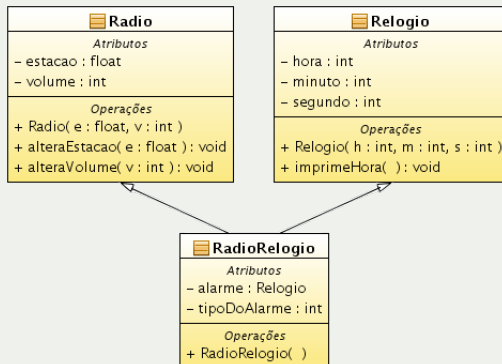 Radio
Atributos
- estacao : float
- volume : int
Operações
+ Radio( e : float, v : int )
+ alteraEstacao( e : float ) : void
+ alteraVolume( v : int ) : void
Relogio
Atributos
- hora : int
- minuto : int
- segundo : int
Operações
+ Relogio( h : int, m : int, s : int )
+ imprimeHora( ) : void
RadioRelogio
Atributos
- alarme : Relogio
- tipoDoAlarme : int
Operações
+ RadioRelogio( )